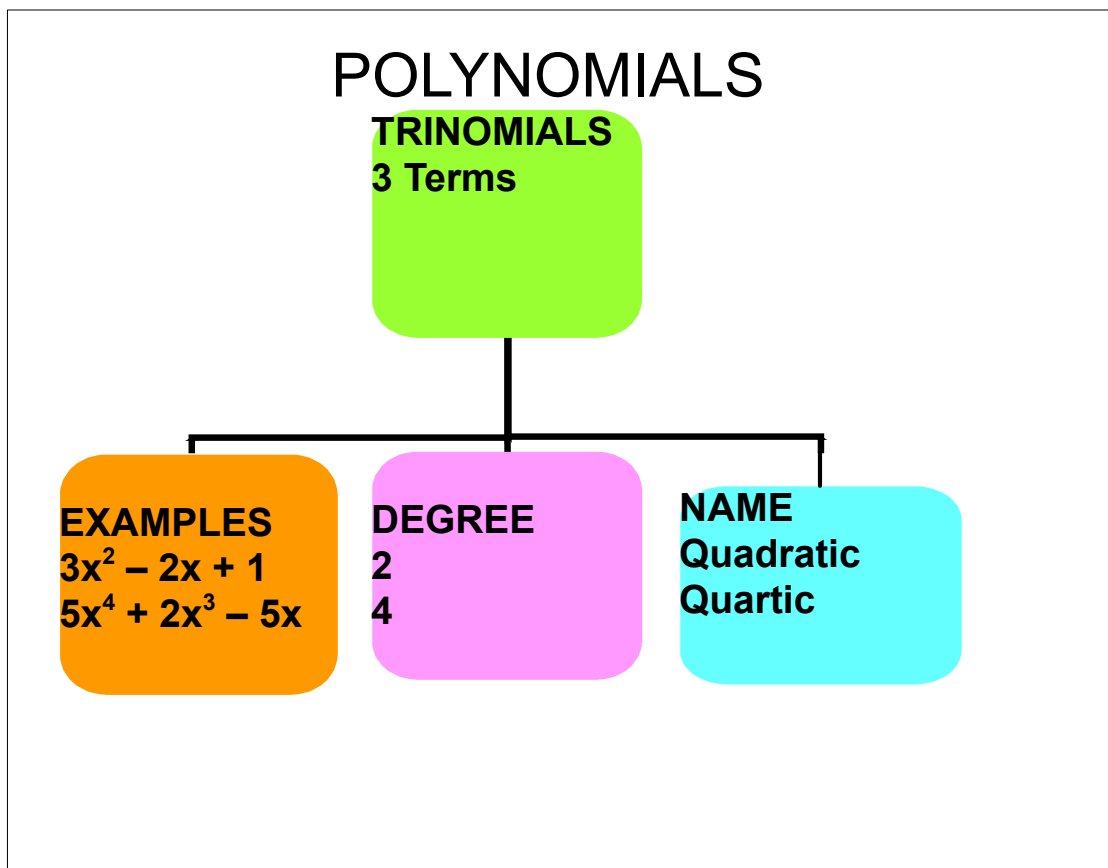 POLYNOMIALS
TRINOMIALS
3 Terms
EXAMPLES
3x² – 2x + 1
5x⁴ + 2x³ – 5x
DEGREE
2
4
NAME
Quadratic
Quartic